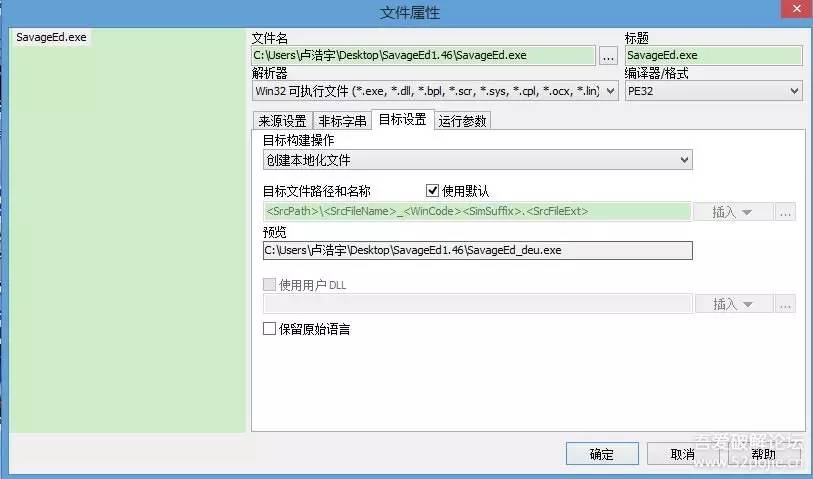 文件属性
SavageEd.exe
文件名
标题
C:\Users\卢浩宇\Desktop\SavageEd1.46\SavageEd.exe
...
SavageEd.exe
解析器
编译器/格式
Win32 可执行文件 (*.exe, *.dll, *.bpl, *.scr, *.sys, *.cpl, *.ocx, *.lin)
PE32
来源设置 非标字串 目标设置 运行参数
目标构建操作
创建本地化文件
目标文件路径和名称
使用默认
<SrcPath>\<SrcFileName>_<WinCode><SimSuffix>.<SrcFileExt>
插入
...
预览
C:\Users\卢浩宇\Desktop\SavageEd1.46\SavageEd_deu.exe
使用用户 DLL
插入
...
保留原始语言
确定 取消 帮助
吾爱破解论坛
www.52pojie.cn